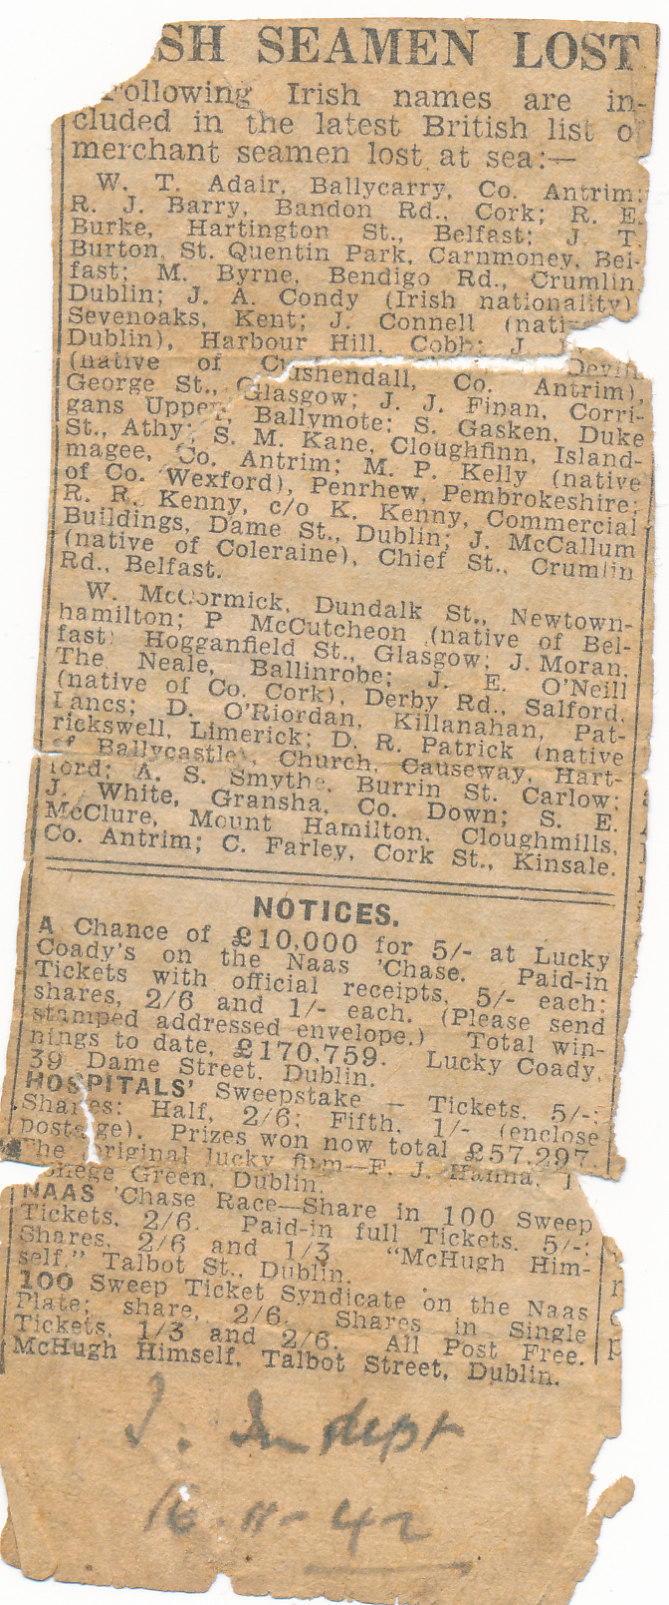 SH SEAMEN LOST
Following Irish names are in-
cluded in the latest British list of
merchant seamen lost at sea:—
W. T. Adair, Ballycarry, Co. Antrim;
R. J. Barry, Bandon Rd., Cork; R. E.
Burke, Hartington St., Belfast; J. T.
Burton, St. Quentin Park, Carnmoney, Bel-
fast; M. Byrne, Bendigo Rd., Crumlin,
Dublin; J. A. Condy (Irish nationality)
Sevenoaks, Kent; J. Connell (nati
Dublin), Harbour Hill, Cobh; J. Devlin
(native of Cushendall, Co. Antrim),
George St., Glasgow; J. J. Finan, Corri-
gans Upper, Ballymote; S. Gasken, Duke
St., Athy; S. M. Kane, Cloughfinn, Island-
magee, Co. Antrim; M. P. Kelly (native
of Co. Wexford), Penrhew, Pembrokeshire;
R. R. Kenny, c/o K. Kenny, Commercial
Buildings, Dame St., Dublin; J. McCallum
(native of Coleraine), Chief St., Crumlin
Rd., Belfast.
W. McCormick, Dundalk St., Newtown-
hamilton; P McCutcheon (native of Bel-
fast) Hogganfield St., Glasgow; J. Moran,
The Neale, Ballinrobe; J. E. O'Neill
(native of Co. Cork), Derby Rd., Salford,
Lancs; D. O'Riordan, Killanahan, Pat-
rickswell, Limerick; D. R. Patrick (native
of Ballycastle), Church, Causeway, Hart-
ford; A. S. Smythe, Burrin St. Carlow;
J. White, Gransha, Co. Down; S. E.
McClure, Mount Hamilton, Cloughmills,
Co. Antrim; C. Farley, Cork St., Kinsale.
NOTICES.
A Chance of £10,000 for 5/- at Lucky
Coady's on the Naas 'Chase. Paid-in
Tickets with official receipts, 5/- each;
shares, 2/6 and 1/- each. (Please send
stamped addressed envelope.) Total win-
nings to date, £170,759. Lucky Coady,
39 Dame Street, Dublin.
HOSPITALS' Sweepstake — Tickets, 5/-;
Shares: Half, 2/6; Fifth, 1/- (enclose
postage). Prizes won now total £57,297.
The original lucky firm—F. J. Hanna, 1
College Green, Dublin.
NAAS 'Chase Race—Share in 100 Sweep
Tickets, 2/6. Paid-in full Tickets, 5/-;
Shares, 2/6 and 1/3. "McHugh Him-
self," Talbot St., Dublin.
100 Sweep Ticket Syndicate on the Naas
Plate; share, 2/6. Shares in Single
Tickets, 1/3 and 2/6. All Post Free.
McHugh Himself, Talbot Street, Dublin.
I. Indept
16-11-42